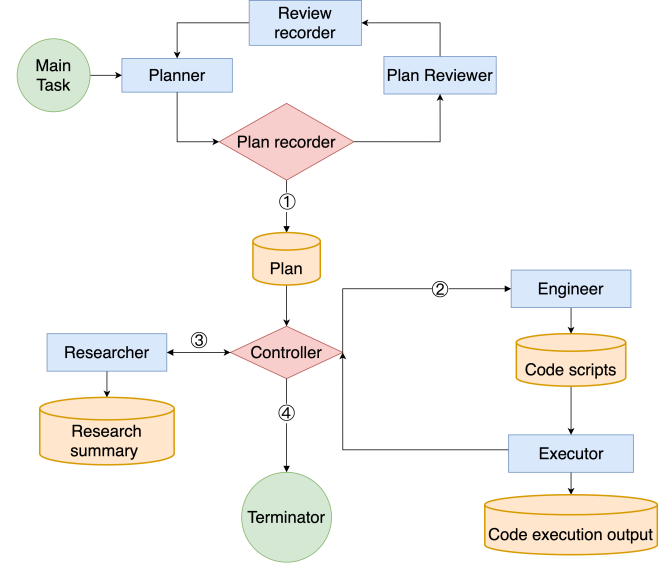 Review
recorder
Main
Task
Planner
Plan Reviewer
Plan recorder
①
Plan
②
Engineer
Researcher
③
Controller
Code scripts
④
Research
summary
Executor
Terminator
Code execution output